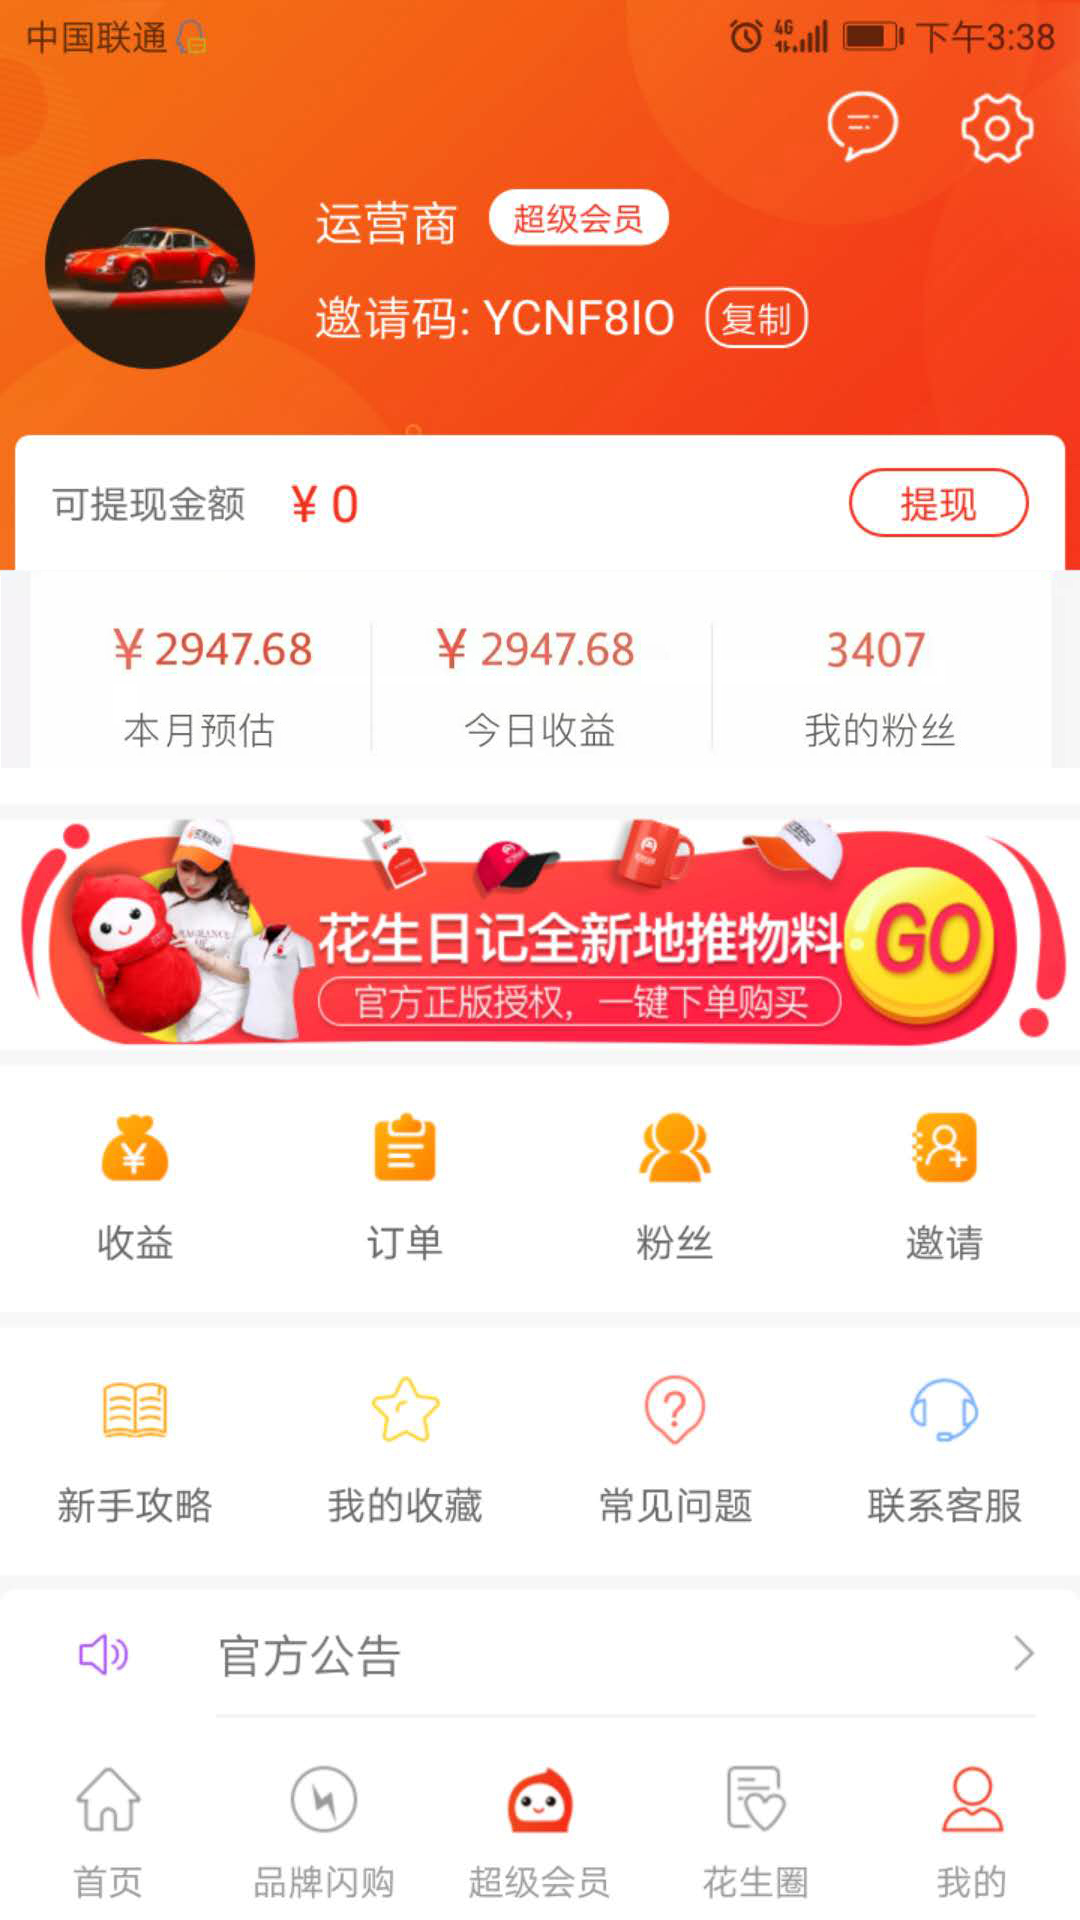 中国联通
4G
下午3:38
运营商
超级会员
邀请码: YCNF8IO
复制
可提现金额
¥ 0
提现
¥ 2947.68
¥ 2947.68
3407
本月预估
今日收益
我的粉丝
花生日记全新地推物料
GO
官方正版授权，一键下单购买
收益
订单
粉丝
邀请
新手攻略
我的收藏
常见问题
联系客服
官方公告
首页
品牌闪购
超级会员
花生圈
我的